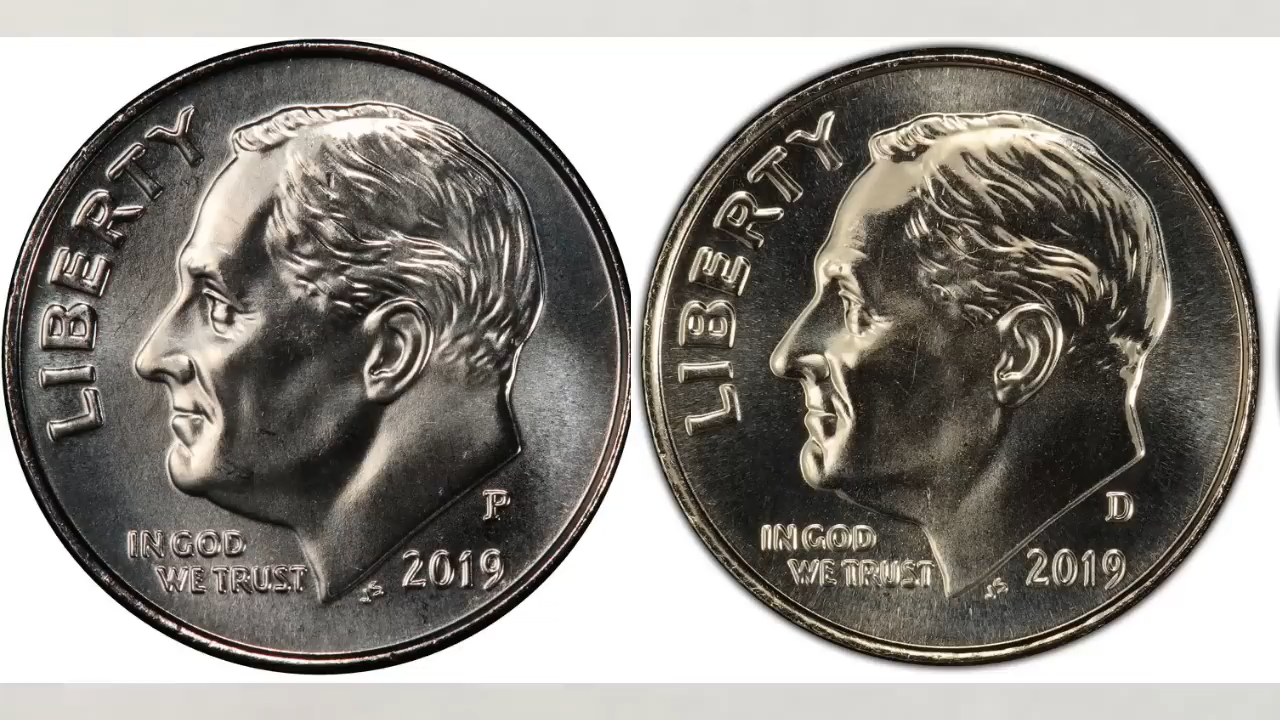 LIBERTY
P
IN GOD
WE TRUST
JS
2019
LIBERTY
D
IN GOD
WE TRUST
JS
2019